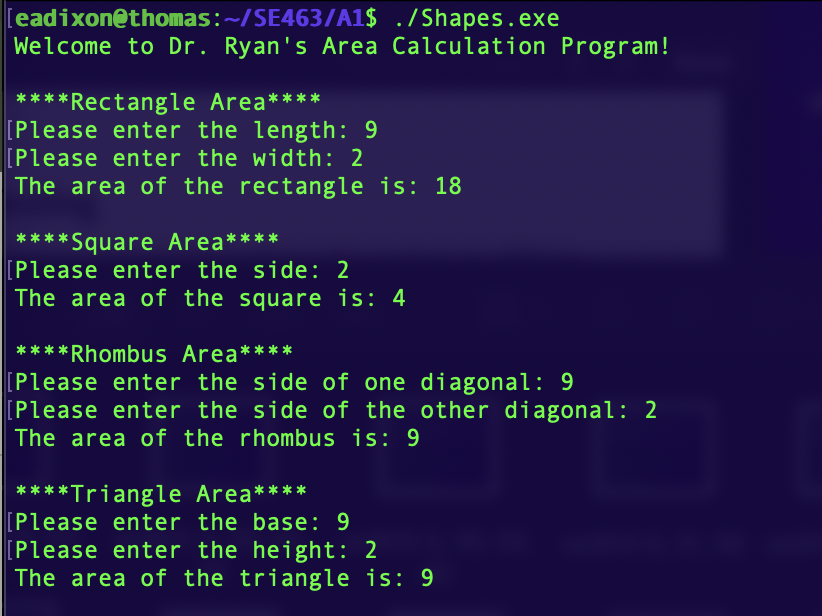 [eadixon@thomas:~/SE463/A1$ ./Shapes.exe
Welcome to Dr. Ryan's Area Calculation Program!
****Rectangle Area****
[Please enter the length: 9
[Please enter the width: 2
The area of the rectangle is: 18
****Square Area****
[Please enter the side: 2
The area of the square is: 4
****Rhombus Area****
[Please enter the side of one diagonal: 9
[Please enter the side of the other diagonal: 2
The area of the rhombus is: 9
****Triangle Area****
[Please enter the base: 9
[Please enter the height: 2
The area of the triangle is: 9